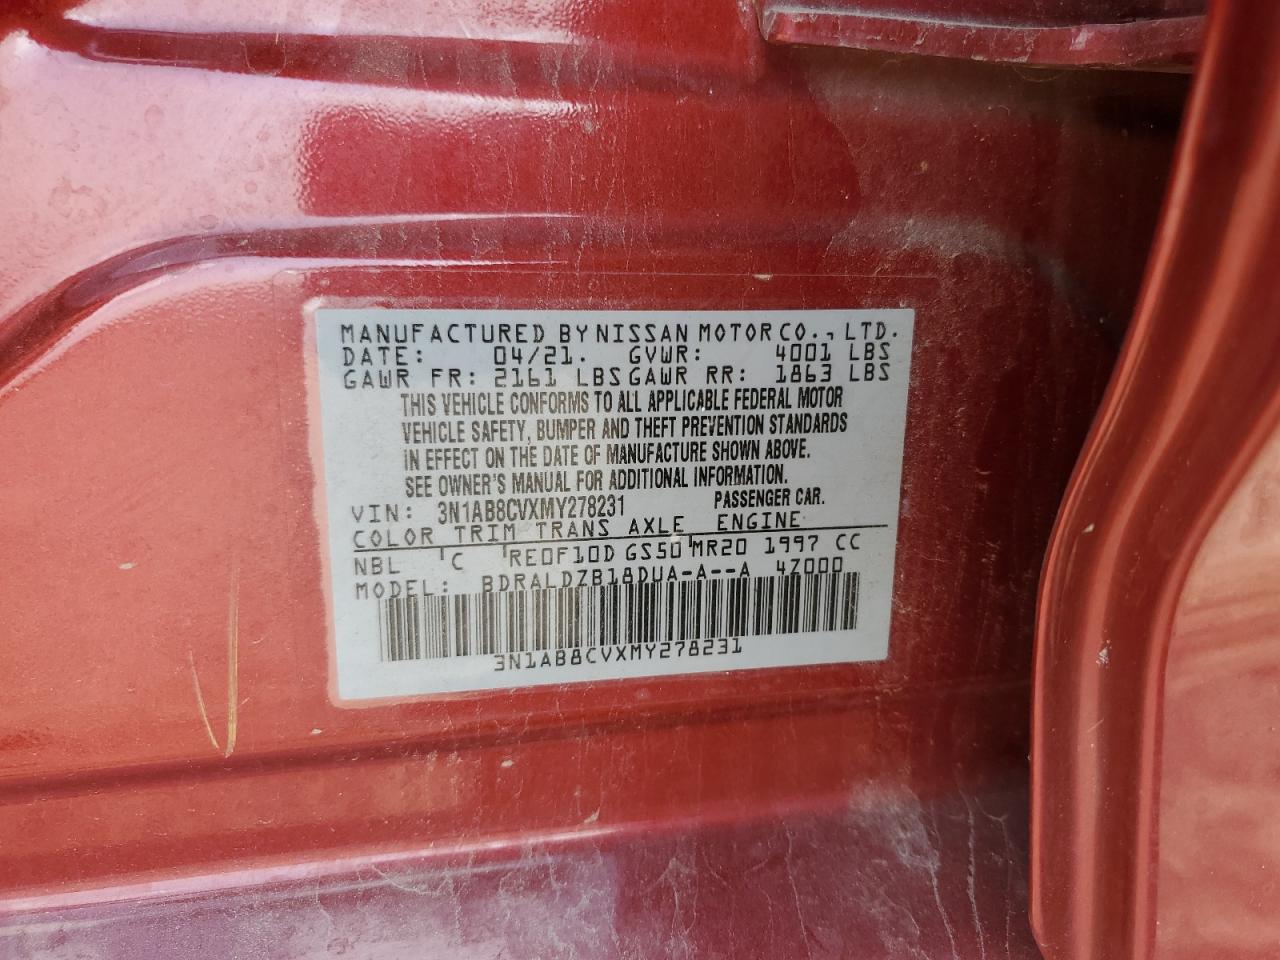 MANUFACTURED BY NISSAN MOTOR CO., LTD.
DATE: 04/21. GVWR: 4001 LBS
GAWR FR: 2161 LBS GAWR RR: 1863 LBS
THIS VEHICLE CONFORMS TO ALL APPLICABLE FEDERAL MOTOR
VEHICLE SAFETY, BUMPER AND THEFT PREVENTION STANDARDS
IN EFFECT ON THE DATE OF MANUFACTURE SHOWN ABOVE.
SEE OWNER'S MANUAL FOR ADDITIONAL INFORMATION.
VIN: 3N1AB8CVXMY278231 PASSENGER CAR.
COLOR TRIM TRANS AXLE ENGINE
NBL C RE0F10D GS50 MR20 1997 CC
MODEL: BDRALDZB18DUA-A--A 47000
3N1AB8CVXMY278231